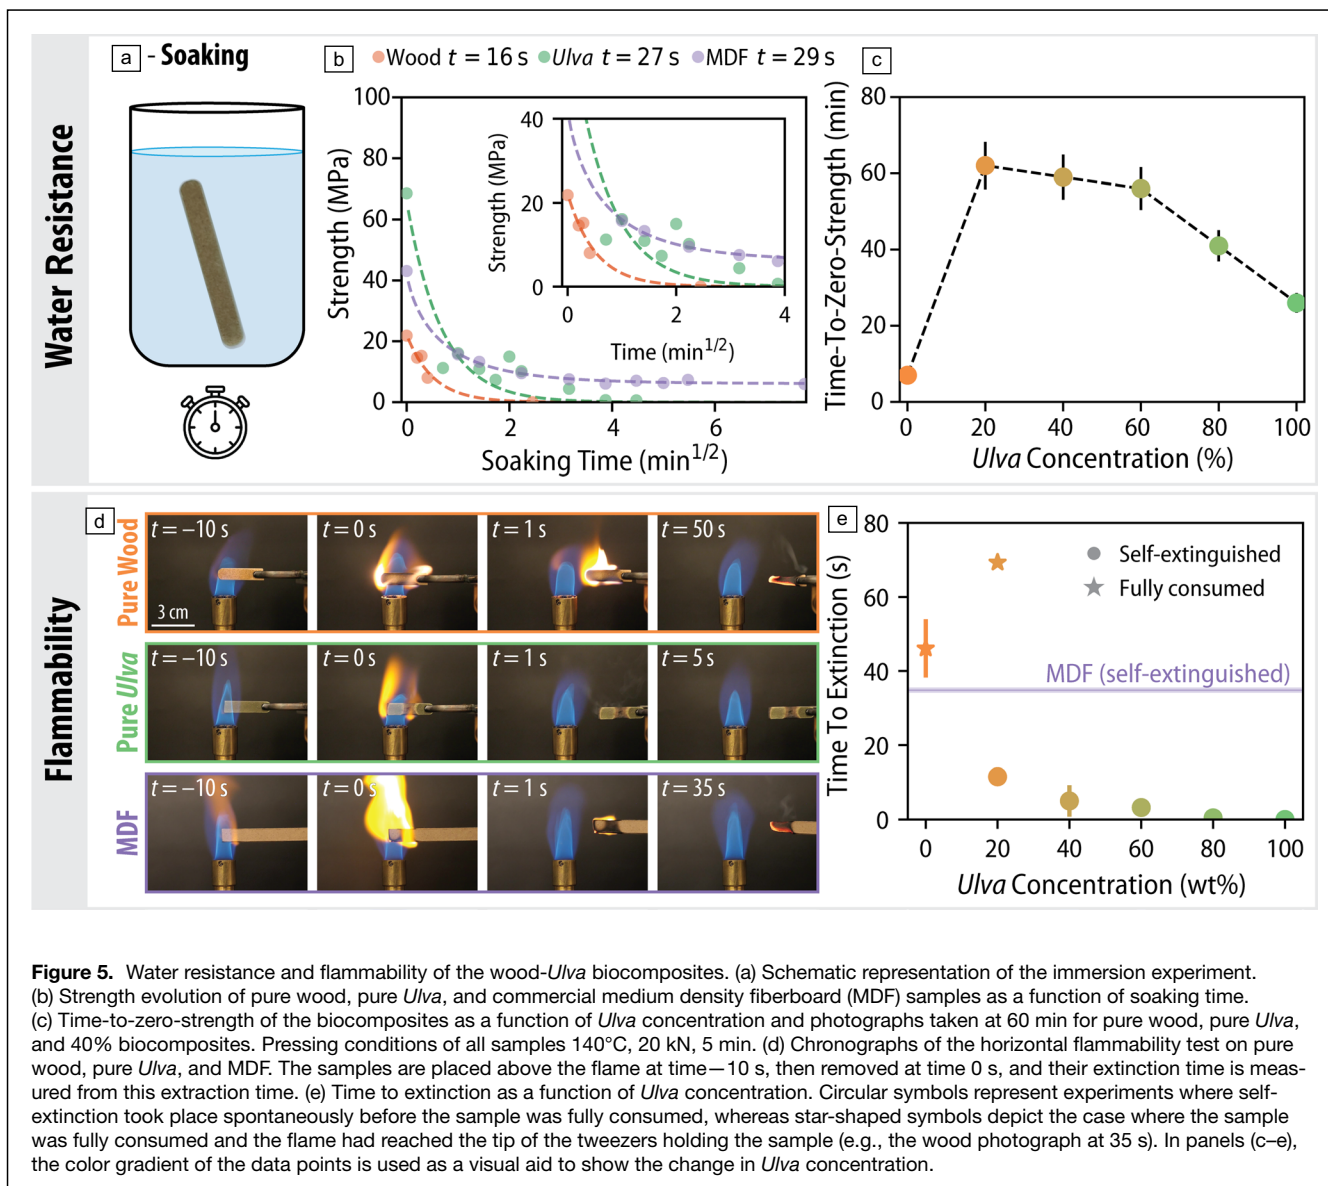 Water Resistance
a - Soaking
b Wood t = 16 s Ulva t = 27 s MDF t = 29 s
Strength (MPa)
100
80
60
40
20
0
0 2 4 6
Soaking Time (min1/2)
Strength (MPa)
40
20
0
0 2 4
Time (min1/2)
c
Time-To-Zero-Strength (min)
80
60
40
20
0
0 20 40 60 80 100
Ulva Concentration (%)
Flammability
d
Pure Wood
t = −10 s t = 0 s t = 1 s t = 50 s
3 cm
Pure Ulva
t = −10 s t = 0 s t = 1 s t = 5 s
MDF
t = −10 s t = 0 s t = 1 s t = 35 s
e
Time To Extinction (s)
80
60
40
20
0
Self-extinguished
Fully consumed
MDF (self-extinguished)
0 20 40 60 80 100
Ulva Concentration (wt%)
Figure 5. Water resistance and flammability of the wood-Ulva biocomposites. (a) Schematic representation of the immersion experiment.
(b) Strength evolution of pure wood, pure Ulva, and commercial medium density fiberboard (MDF) samples as a function of soaking time.
(c) Time-to-zero-strength of the biocomposites as a function of Ulva concentration and photographs taken at 60 min for pure wood, pure Ulva,
and 40% biocomposites. Pressing conditions of all samples 140°C, 20 kN, 5 min. (d) Chronographs of the horizontal flammability test on pure
wood, pure Ulva, and MDF. The samples are placed above the flame at time—10 s, then removed at time 0 s, and their extinction time is meas-
ured from this extraction time. (e) Time to extinction as a function of Ulva concentration. Circular symbols represent experiments where self-
extinction took place spontaneously before the sample was fully consumed, whereas star-shaped symbols depict the case where the sample
was fully consumed and the flame had reached the tip of the tweezers holding the sample (e.g., the wood photograph at 35 s). In panels (c–e),
the color gradient of the data points is used as a visual aid to show the change in Ulva concentration.